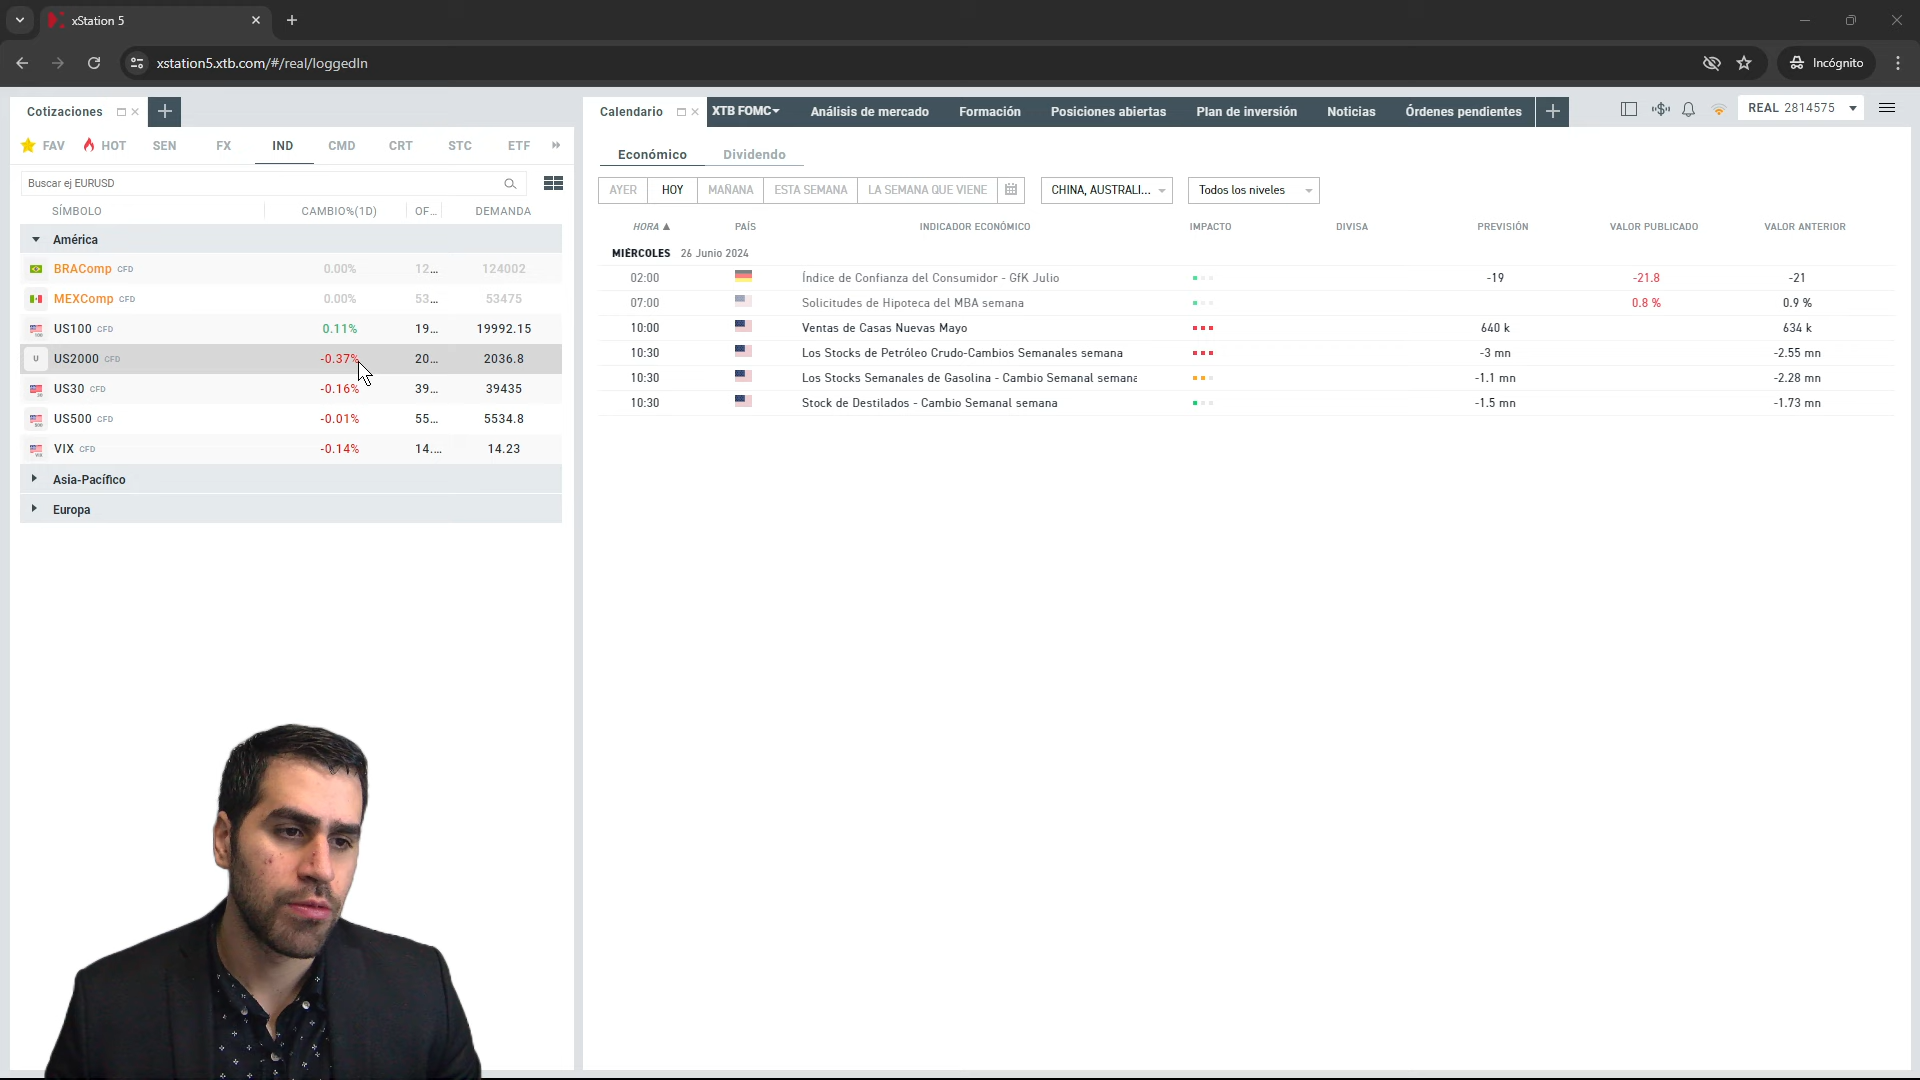 xStation 5
xstation5.xtb.com/#/real/loggedIn
Incógnito
Cotizaciones
FAV HOT SEN FX IND CMD CRT STC ETF
Buscar ej EURUSD
SÍMBOLO CAMBIO%(1D) OF... DEMANDA
América
BRAComp CFD 0.00% 12... 124002
MEXComp CFD 0.00% 53... 53475
US100 CFD 0.11% 19... 19992.15
U US2000 CFD -0.37% 20... 2036.8
US30 CFD -0.16% 39... 39435
US500 CFD -0.01% 55... 5534.8
VIX CFD -0.14% 14.... 14.23
Asia-Pacífico
Europa
Calendario XTB FOMC Análisis de mercado Formación Posiciones abiertas Plan de inversión Noticias Órdenes pendientes REAL 2814575
Económico Dividendo
AYER HOY MAÑANA ESTA SEMANA LA SEMANA QUE VIENE CHINA, AUSTRALI... Todos los niveles
HORA PAÍS INDICADOR ECONÓMICO IMPACTO DIVISA PREVISIÓN VALOR PUBLICADO VALOR ANTERIOR
MIÉRCOLES 26 Junio 2024
02:00 Índice de Confianza del Consumidor - GfK Julio -19 -21.8 -21
07:00 Solicitudes de Hipoteca del MBA semana 0.8 % 0.9 %
10:00 Ventas de Casas Nuevas Mayo 640 k 634 k
10:30 Los Stocks de Petróleo Crudo-Cambios Semanales semana -3 mn -2.55 mn
10:30 Los Stocks Semanales de Gasolina - Cambio Semanal semana -1.1 mn -2.28 mn
10:30 Stock de Destilados - Cambio Semanal semana -1.5 mn -1.73 mn